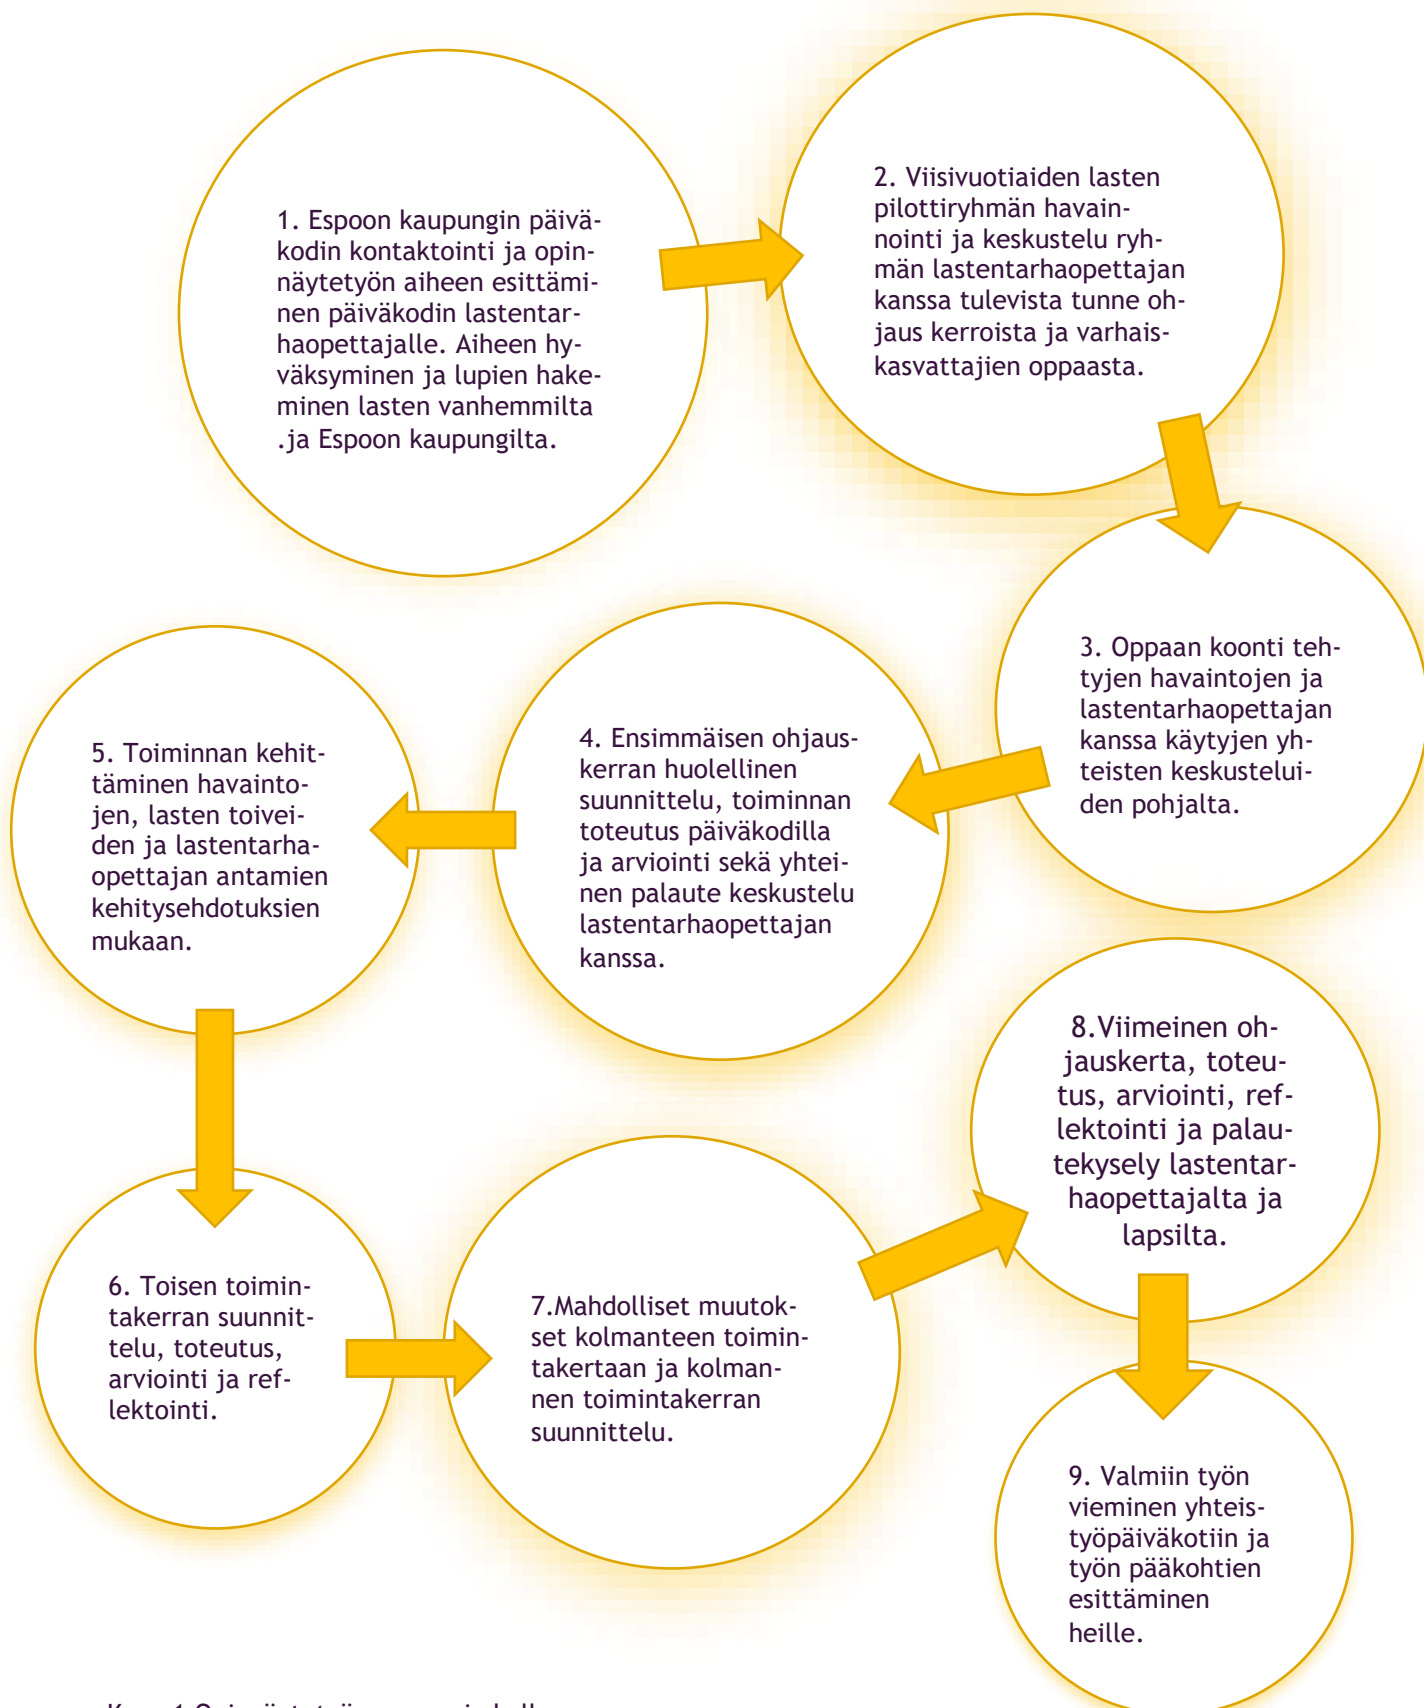 1. Espoon kaupungin päivä-
kodin kontaktointi ja opin-
näytetyön aiheen esittämi-
nen päiväkodin lastentar-
haopettajalle. Aiheen hy-
väksyminen ja lupien hake-
minen lasten vanhemmilta
.ja Espoon kaupungilta.
2. Viisivuotiaiden lasten
pilottiryhmän havain-
nointi ja keskustelu ryh-
män lastentarhaopettajan
kanssa tulevista tunne oh-
jaus kerroista ja varhais-
kasvattajien oppaasta.
3. Oppaan koonti teh-
tyjen havaintojen ja
lastentarhaopettajan
kanssa käytyjen yh-
teisten keskustelui-
den pohjalta.
4. Ensimmäisen ohjaus-
kerran huolellinen
suunnittelu, toiminnan
toteutus päiväkodilla
ja arviointi sekä yhtei-
nen palaute keskustelu
lastentarhaopettajan
kanssa.
5. Toiminnan kehit-
täminen havainto-
jen, lasten toivei-
den ja lastentarha-
opettajan antamien
kehitysehdotuksien
mukaan.
6. Toisen toimin-
takerran suunnit-
telu, toteutus,
arviointi ja ref-
lektointi.
7.Mahdolliset muutok-
set kolmanteen toimin-
takertaan ja kolman-
nen toimintakerran
suunnittelu.
8.Viimeinen oh-
jauskerta, toteu-
tus, arviointi, ref-
lektointi ja palau-
tekysely lastentar-
haopettajalta ja
lapsilta.
9. Valmiin työn
vieminen yhteis-
työpäiväkotiin ja
työn pääkohtien
esittäminen
heille.